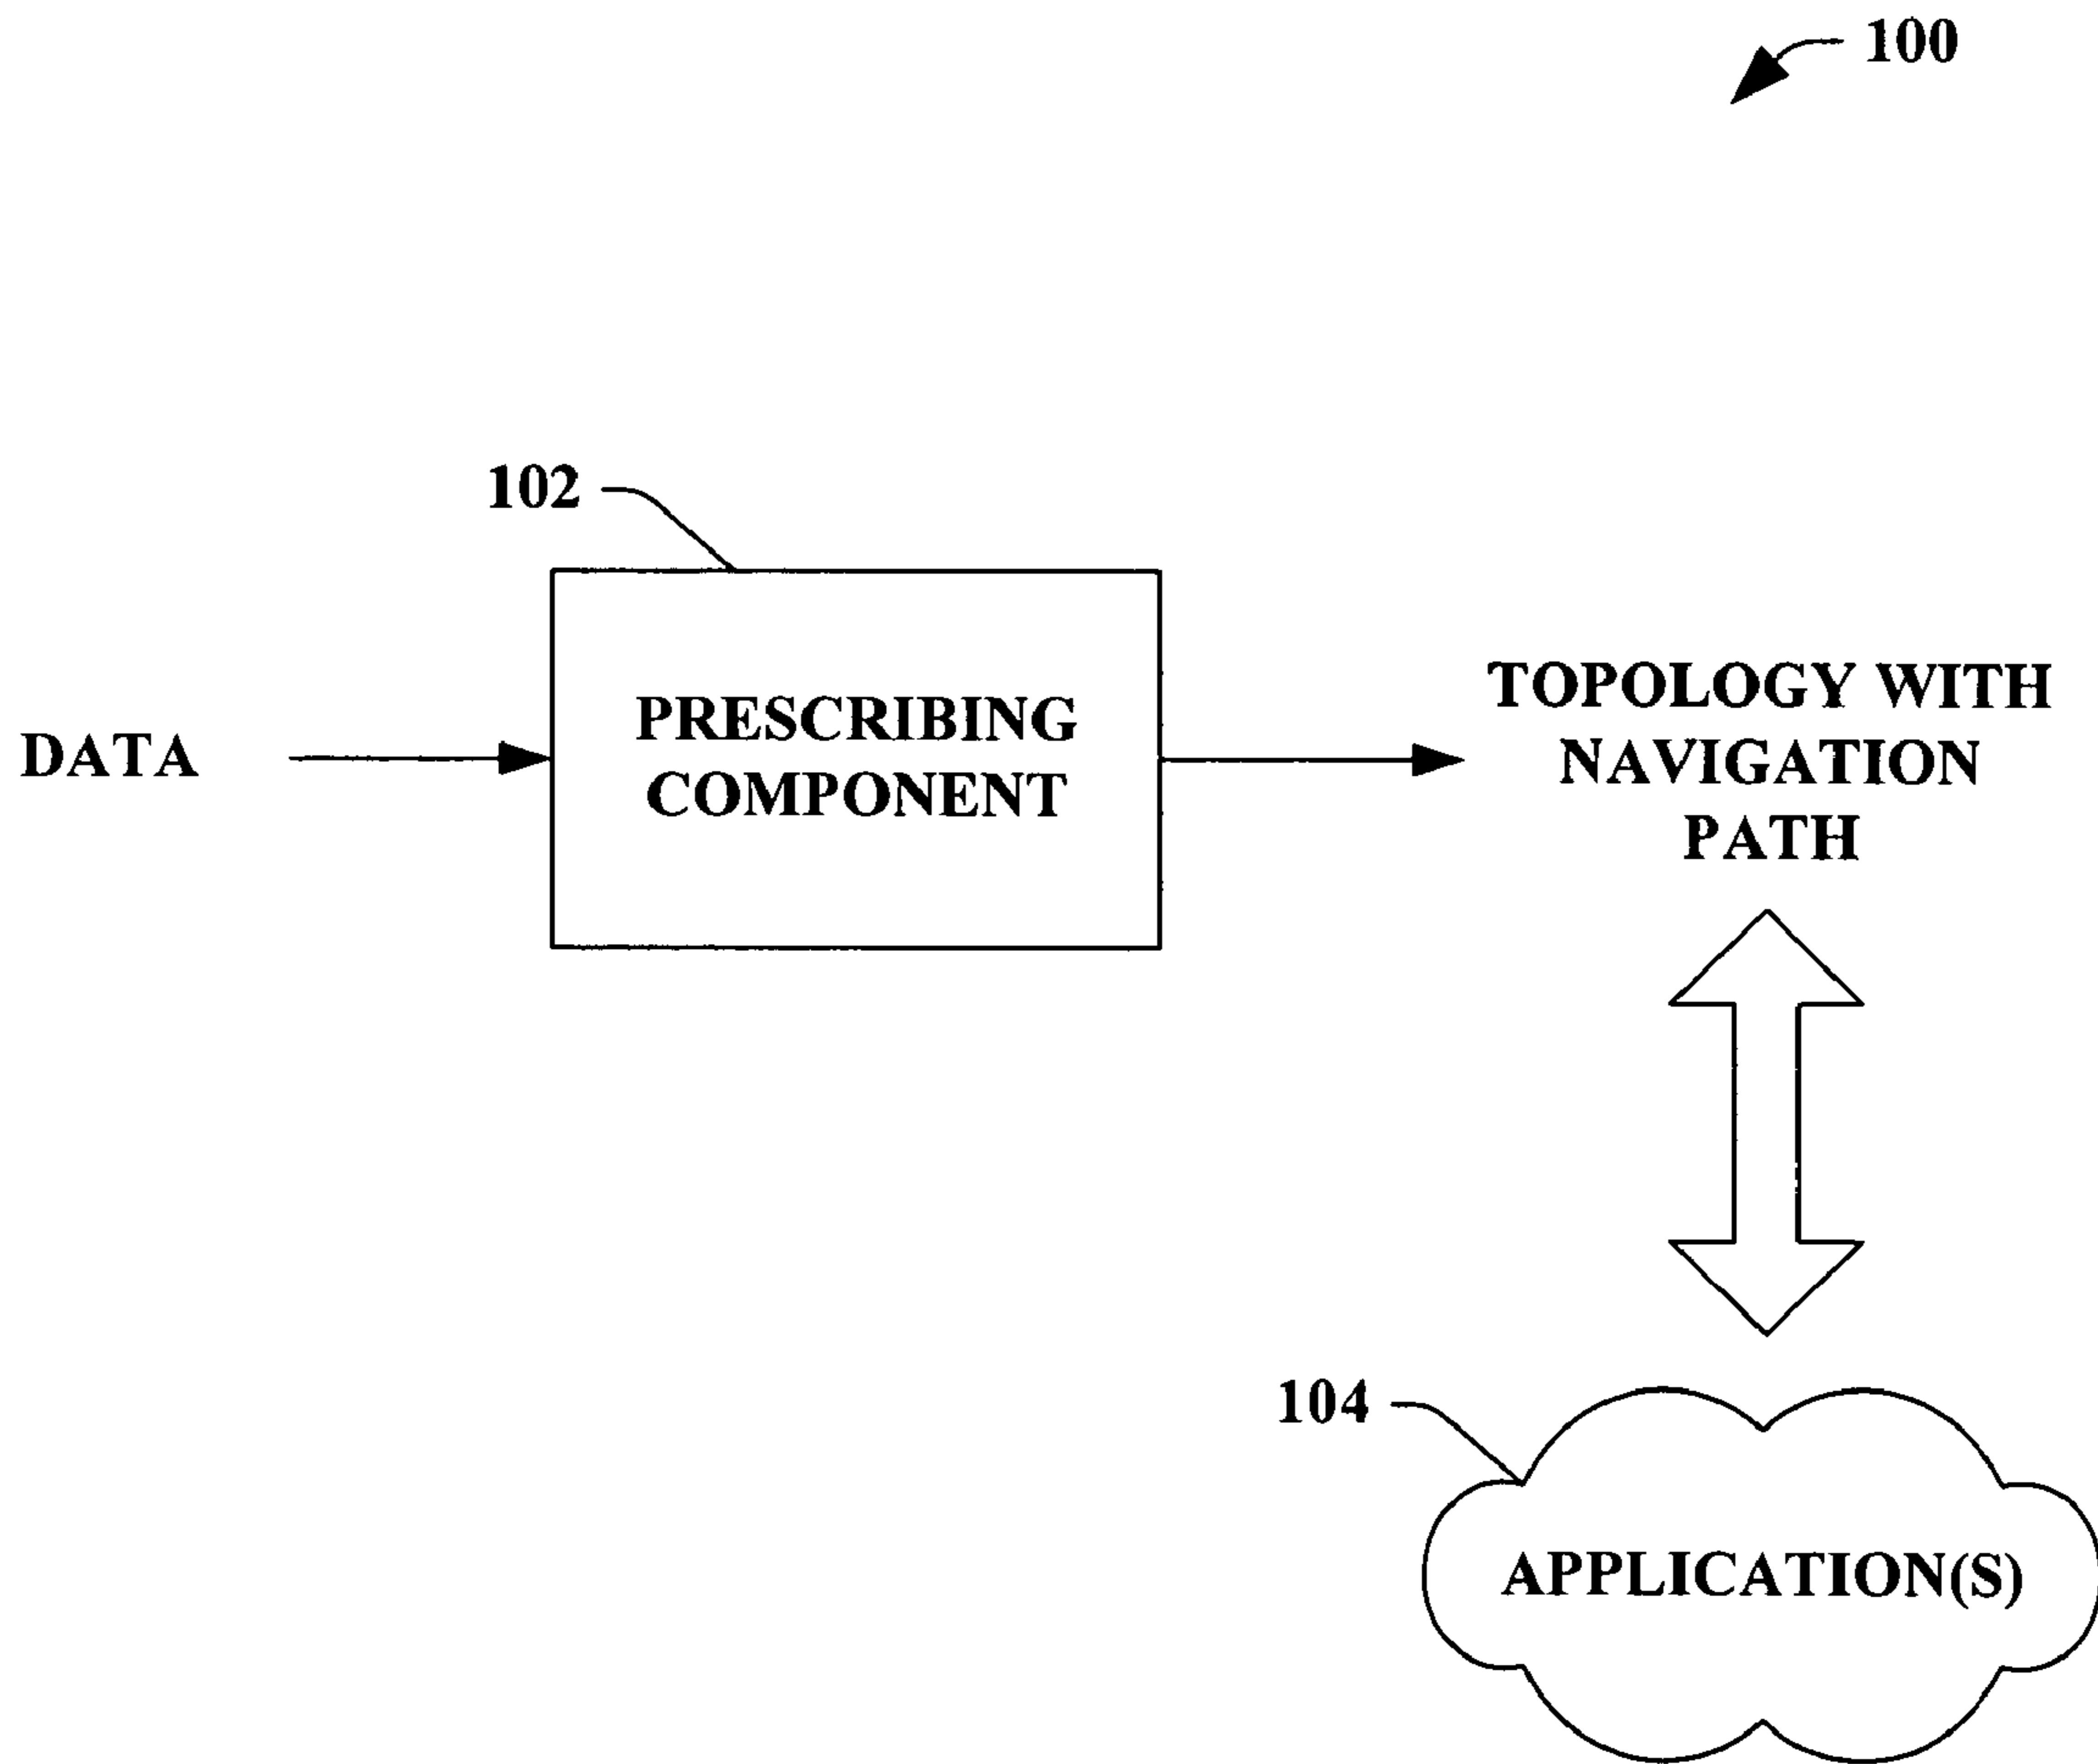 100
102
DATA
PRESCRIBING
COMPONENT
TOPOLOGY WITH
NAVIGATION
PATH
104
APPLICATION(S)